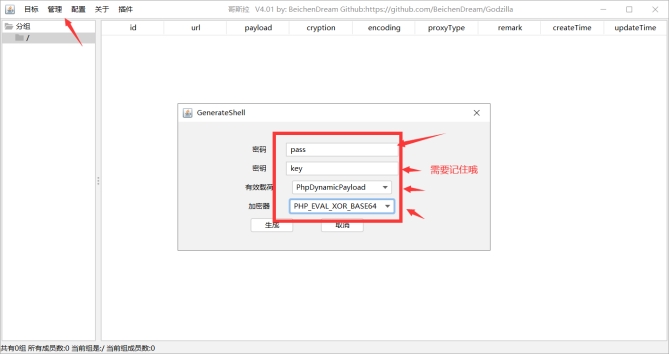 目标 管理 配置 关于 插件 哥斯拉 V4.01 by: BeichenDream Github:https://github.com/BeichenDream/Godzilla
分组
/
id url payload cryption encoding proxyType remark createTime updateTime
GenerateShell
密码 pass
密钥 key 需要记住哦
有效载荷 PhpDynamicPayload
加密器 PHP_EVAL_XOR_BASE64
生成 取消
共有0组 所有成员数:0 当前组是:/ 当前组成员数:0